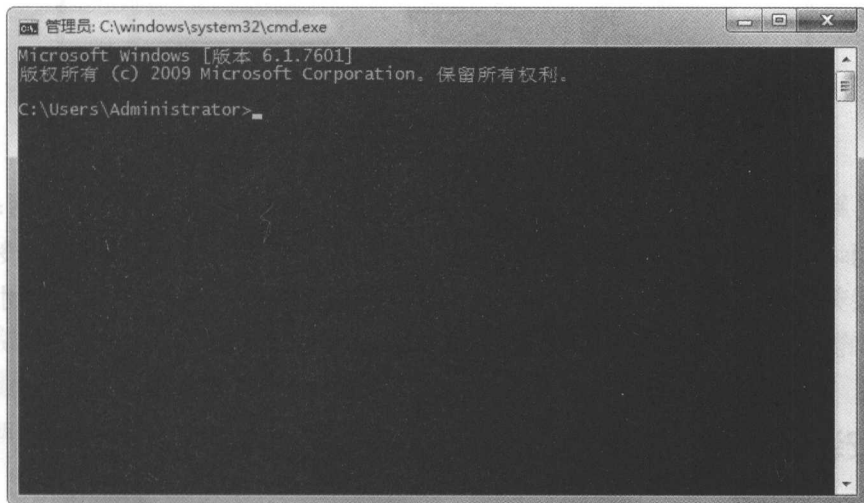 管理员: C:\windows\system32\cmd.exe
Microsoft Windows [版本 6.1.7601]
版权所有 (c) 2009 Microsoft Corporation。保留所有权利。
C:\Users\Administrator>